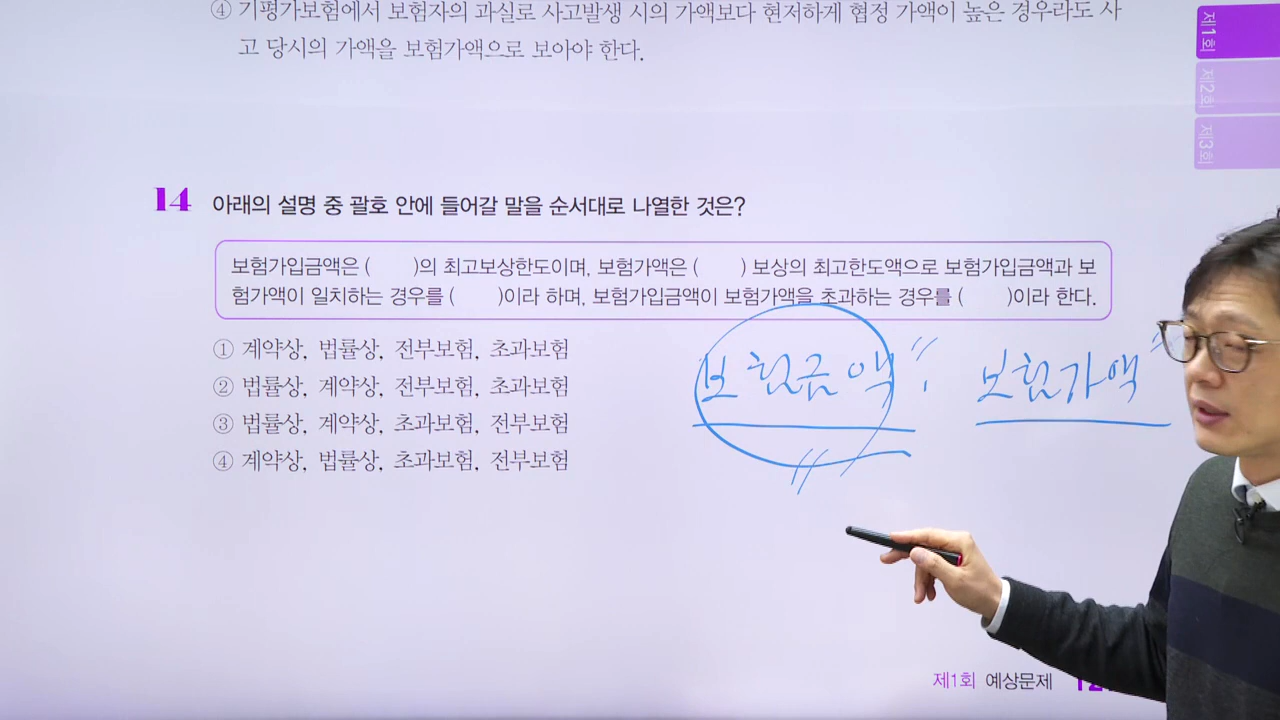 ④ 기평가보험에서 보험자의 과실로 사고발생 시의 가액보다 현저하게 협정 가액이 높은 경우라도 사
고 당시의 가액을 보험가액으로 보아야 한다.
제1회
제2회
제3회
14 아래의 설명 중 괄호 안에 들어갈 말을 순서대로 나열한 것은?
보험가입금액은 ( )의 최고보상한도이며, 보험가액은 ( ) 보상의 최고한도액으로 보험가입금액과 보
험가액이 일치하는 경우를 ( )이라 하며, 보험가입금액이 보험가액을 초과하는 경우를 ( )이라 한다.
① 계약상, 법률상, 전부보험, 초과보험
② 법률상, 계약상, 전부보험, 초과보험
③ 법률상, 계약상, 초과보험, 전부보험
④ 계약상, 법률상, 초과보험, 전부보험
보험금액 보험가액
제1회 예상문제